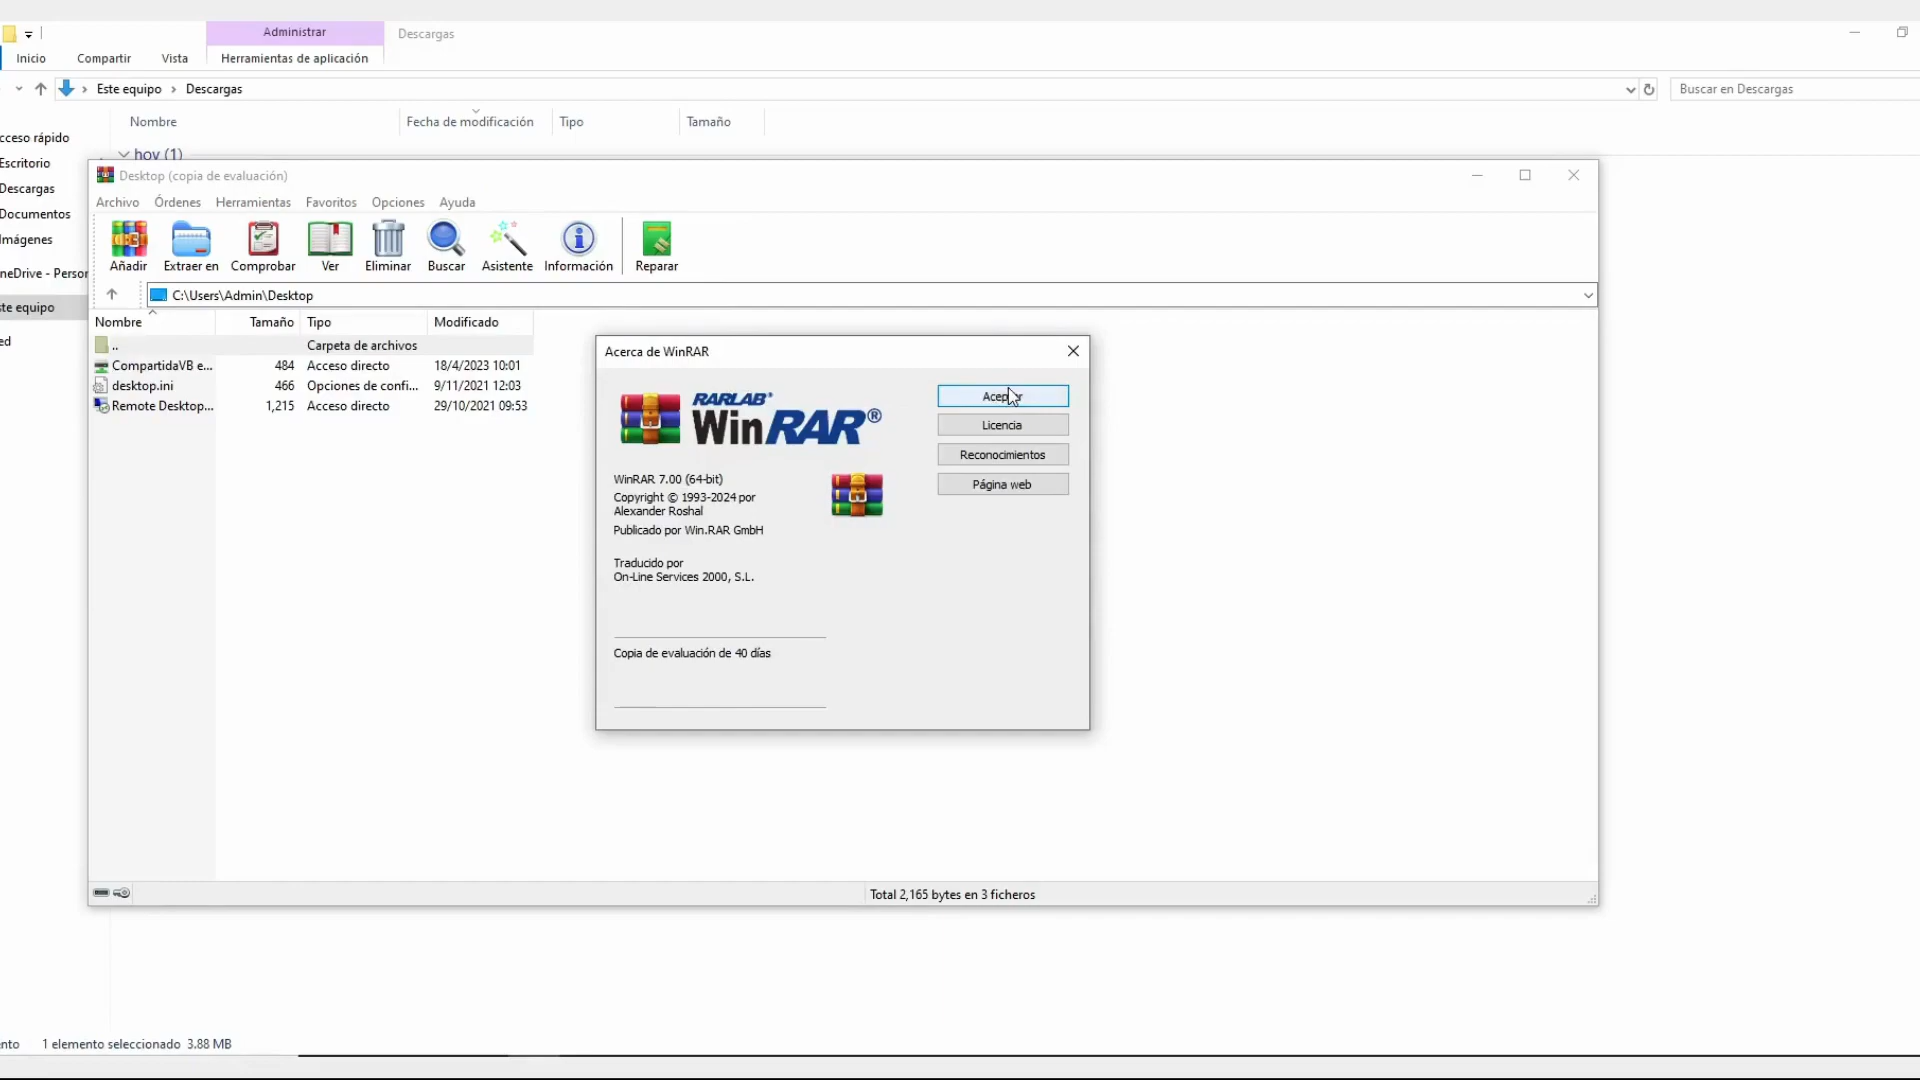 Administrar
Descargas
Inicio
Compartir
Vista
Herramientas de aplicación
Este equipo
Descargas
Buscar en Descargas
Nombre
Fecha de modificación
Tipo
Tamaño
cceso rápido
hoy (1)
Escritorio
Descargas
Documentos
mágenes
neDrive - Person
te equipo
ed
Desktop (copia de evaluación)
Archivo
Órdenes
Herramientas
Favoritos
Opciones
Ayuda
Añadir
Extraer en
Comprobar
Ver
Eliminar
Buscar
Asistente
Información
Reparar
C:\Users\Admin\Desktop
Nombre
Tamaño
Tipo
Modificado
..
Carpeta de archivos
CompartidaVB e...
484
Acceso directo
18/4/2023 10:01
desktop.ini
466
Opciones de confi...
9/11/2021 12:03
Remote Desktop...
1,215
Acceso directo
29/10/2021 09:53
Acerca de WinRAR
RARLAB®
WinRAR®
Aceptar
Licencia
Reconocimientos
Página web
WinRAR 7.00 (64-bit)
Copyright © 1993-2024 por
Alexander Roshal
Publicado por Win.RAR GmbH
Traducido por
On-Line Services 2000, S.L.
Copia de evaluación de 40 días
Total 2,165 bytes en 3 ficheros
nto
1 elemento seleccionado 3.88 MB